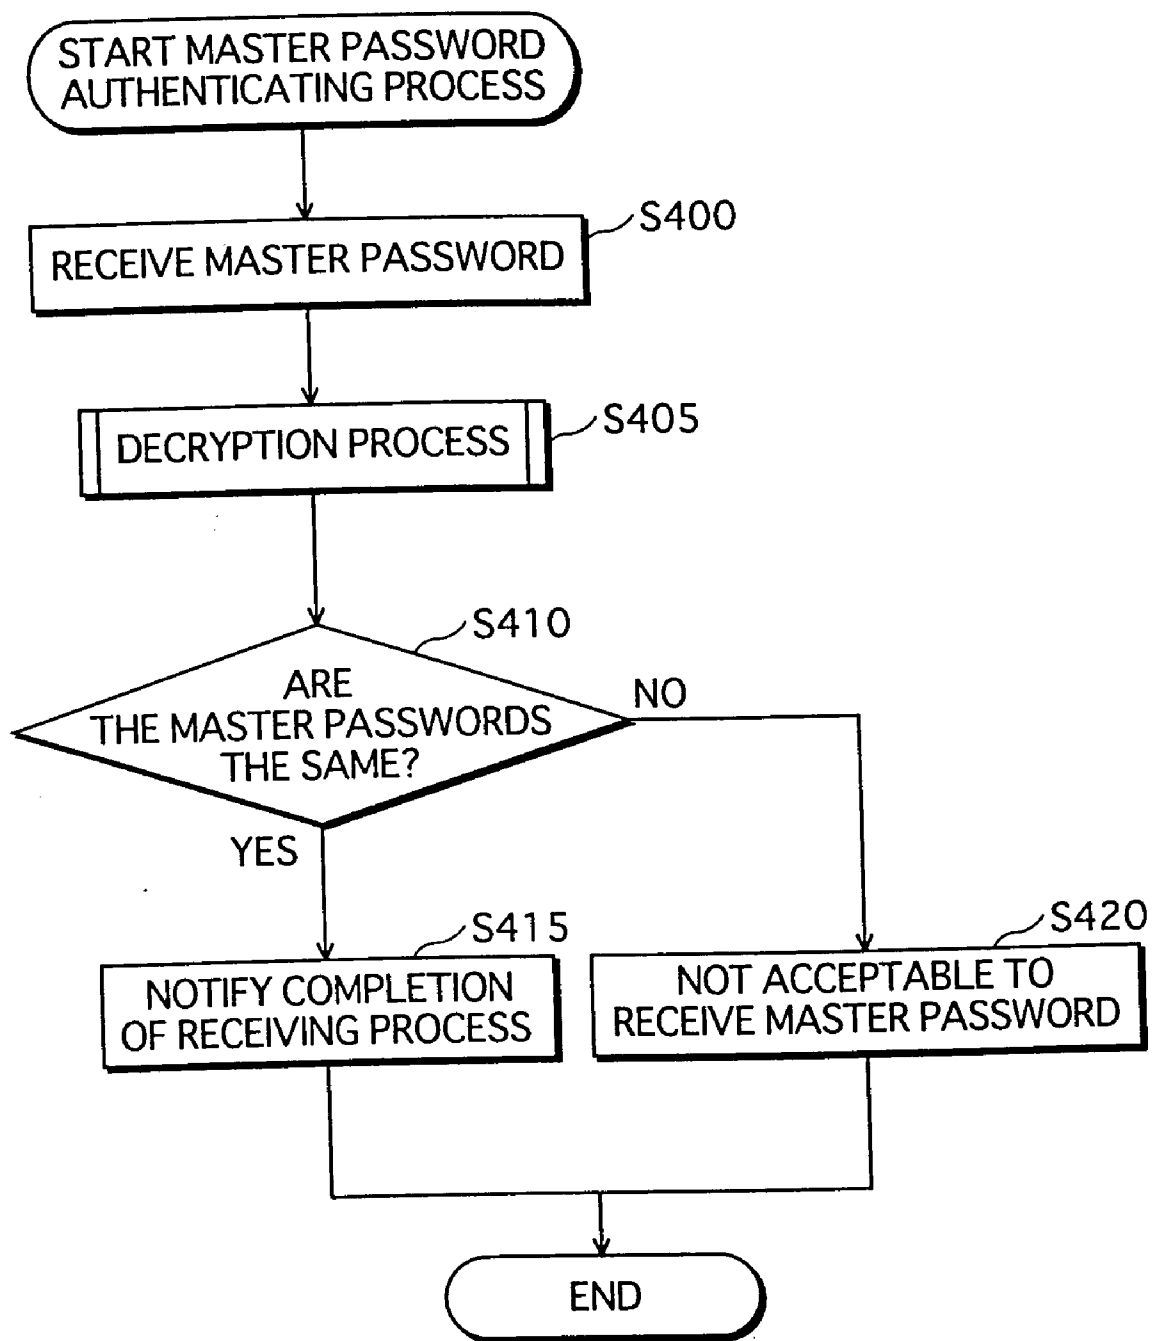 START MASTER PASSWORD
AUTHENTICATING PROCESS
S400
RECEIVE MASTER PASSWORD
S405
DECRYPTION PROCESS
S410
ARE
THE MASTER PASSWORDS
THE SAME?
NO
YES
S415
NOTIFY COMPLETION
OF RECEIVING PROCESS
S420
NOT ACCEPTABLE TO
RECEIVE MASTER PASSWORD
END